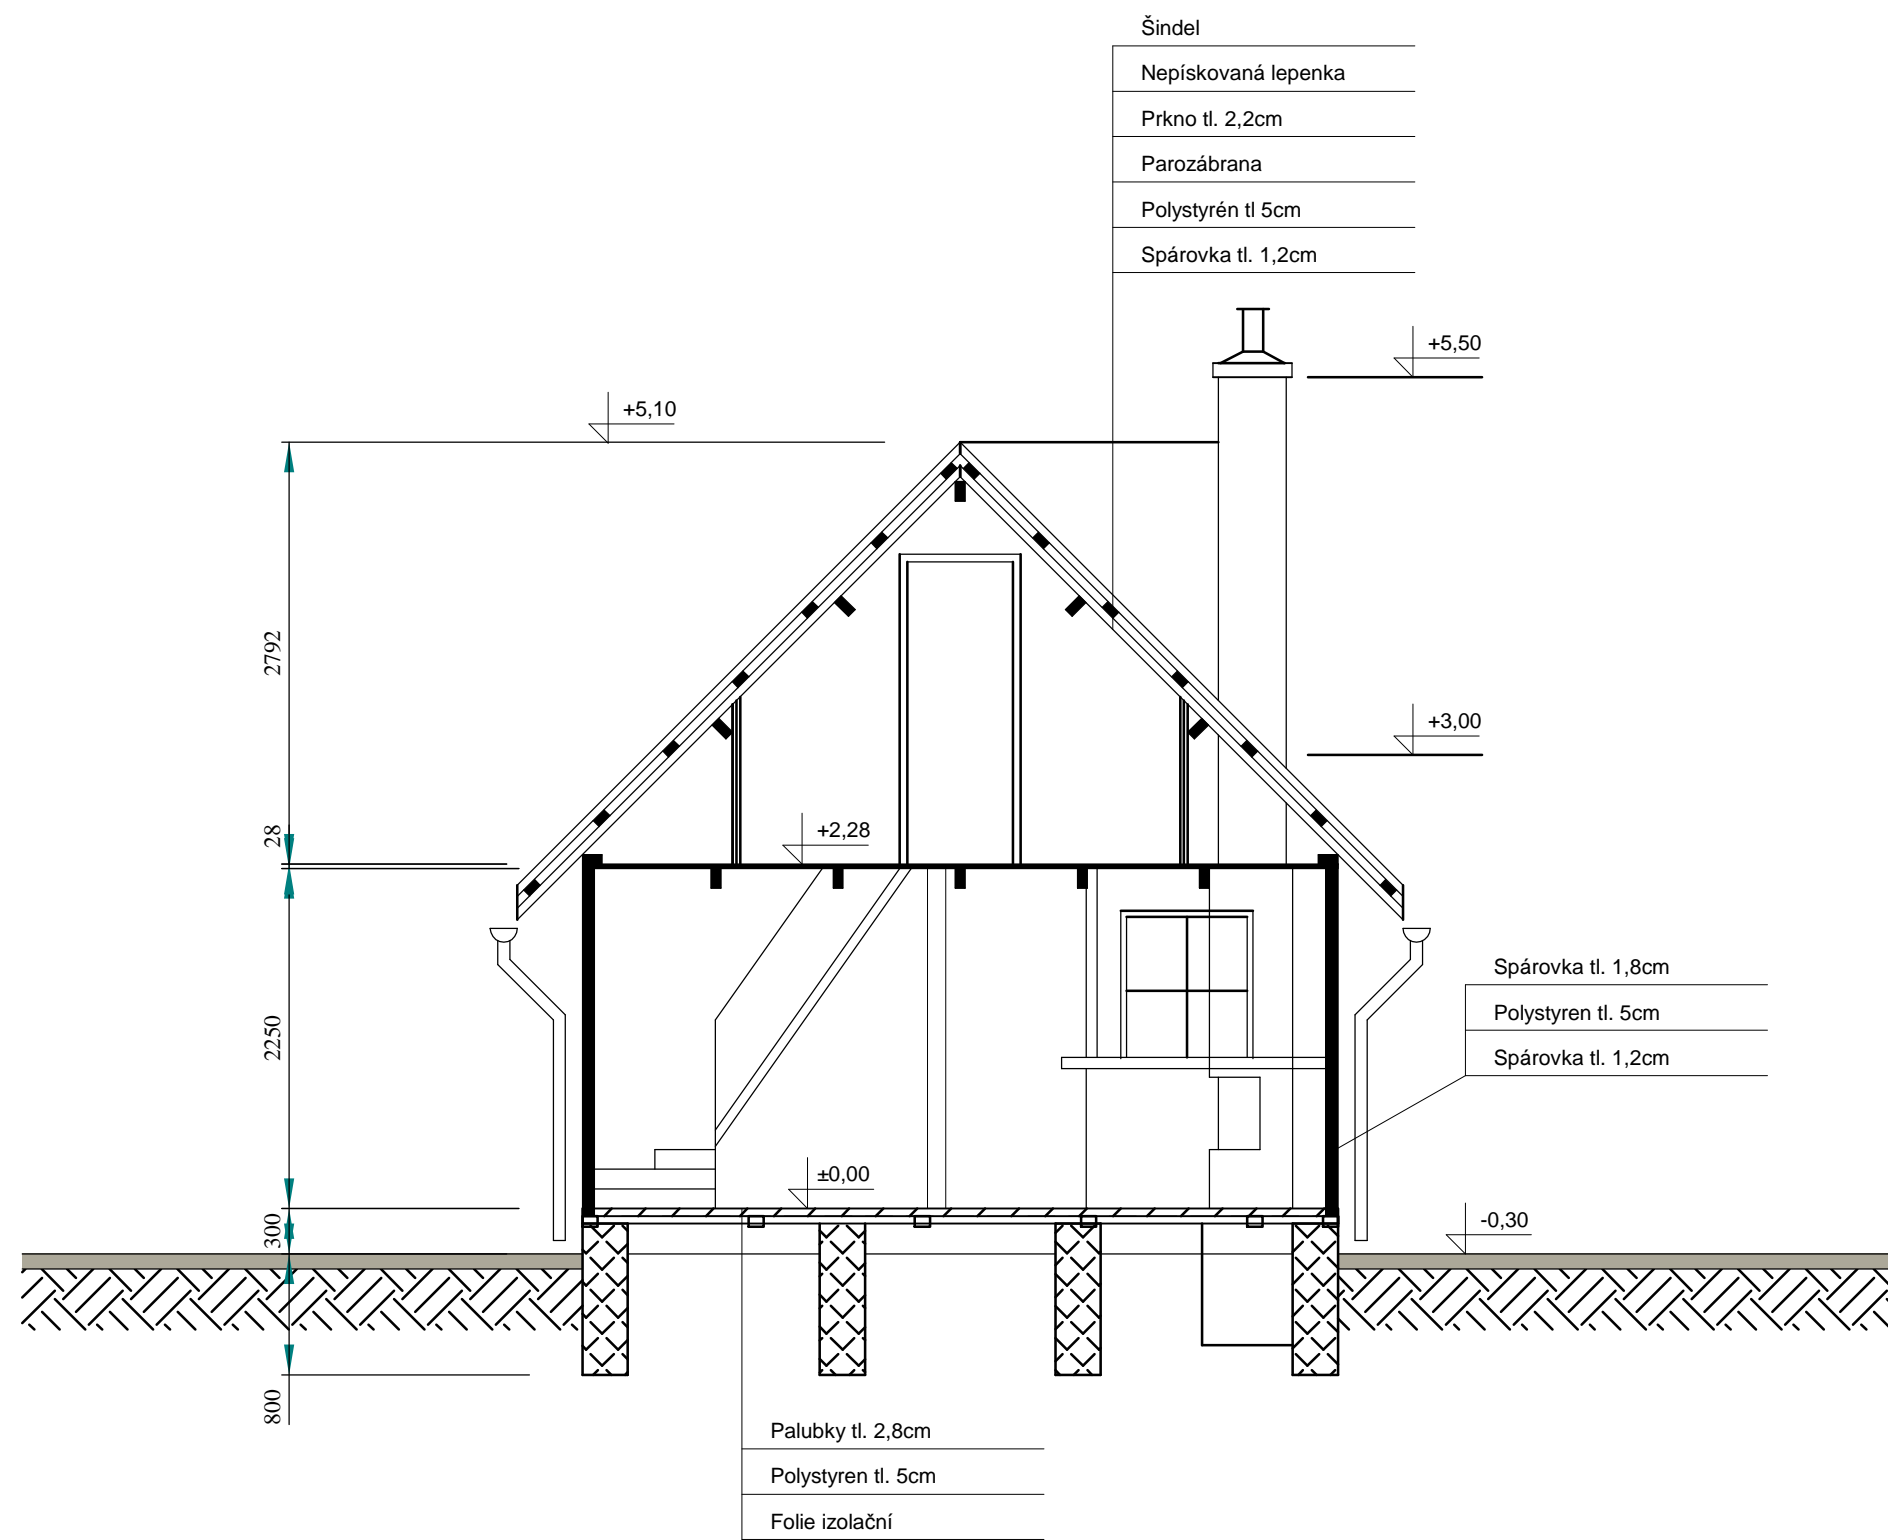 Šindel
Nepískovaná lepenka
Prkno tl. 2,2cm
Parozábrana
Polystyrén tl 5cm
Spárovka tl. 1,2cm
+5,50
+5,10
2792
+3,00
28
+2,28
2250
Spárovka tl. 1,8cm
Polystyren tl. 5cm
Spárovka tl. 1,2cm
±0,00
300
-0,30
800
Palubky tl. 2,8cm
Polystyren tl. 5cm
Folie izolační